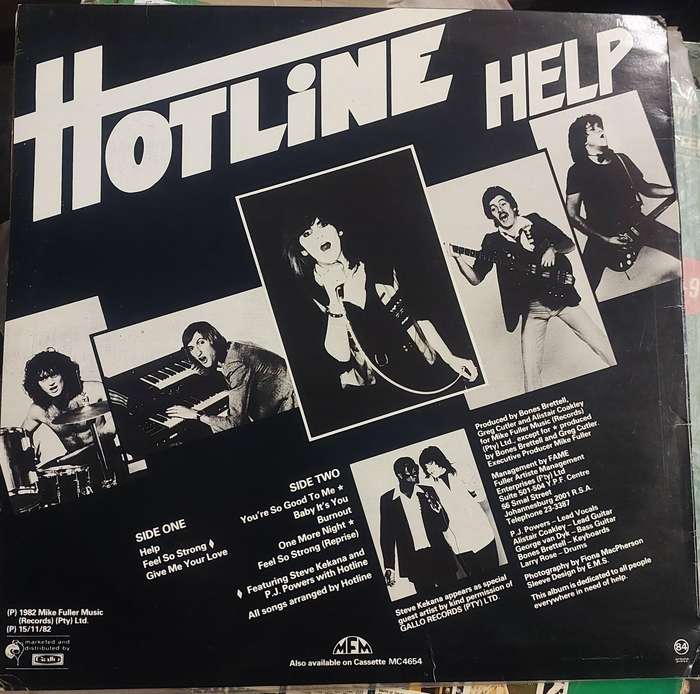 HOTLiNE
HELP
SIDE ONE
Help
Feel So Strong ♦
Give Me Your Love
SIDE TWO
You're So Good To Me ★
Baby It's You
Burnout
One More Night ★
Feel So Strong (Reprise)
♦ Featuring Steve Kekana and
P.J. Powers with Hotline
All songs arranged by Hotline
Produced by Bones Brettell,
Greg Cutler and Alistair Coakley
for Mike Fuller Music (Records)
(Pty) Ltd., except for ★ produced
by Bones Brettell and Greg Cutler.
Executive Producer Mike Fuller
Management by FAME
Fuller Artiste Management
Enterprises (Pty) Ltd
Suite 501-504 Y.P.F. Centre
56 Smal Street
Johannesburg 2001 R.S.A.
Telephone 23-3387
P.J. Powers – Lead Vocals
Alistair Coakley – Lead Guitar
George van Dyk – Bass Guitar
Bones Brettell – Keyboards
Larry Rose – Drums
Photography by Fiona MacPherson
Sleeve Design by E.M.S.
This album is dedicated to all people
everywhere in need of help.
Steve Kekana appears as special
guest artist by kind permission of
GALLO RECORDS (PTY) LTD.
(P) 1982 Mike Fuller Music
(Records) (Pty) Ltd.
(P) 15/11/82
marketed and
distributed by
Gallo
MFM
Also available on Cassette MC4654
84